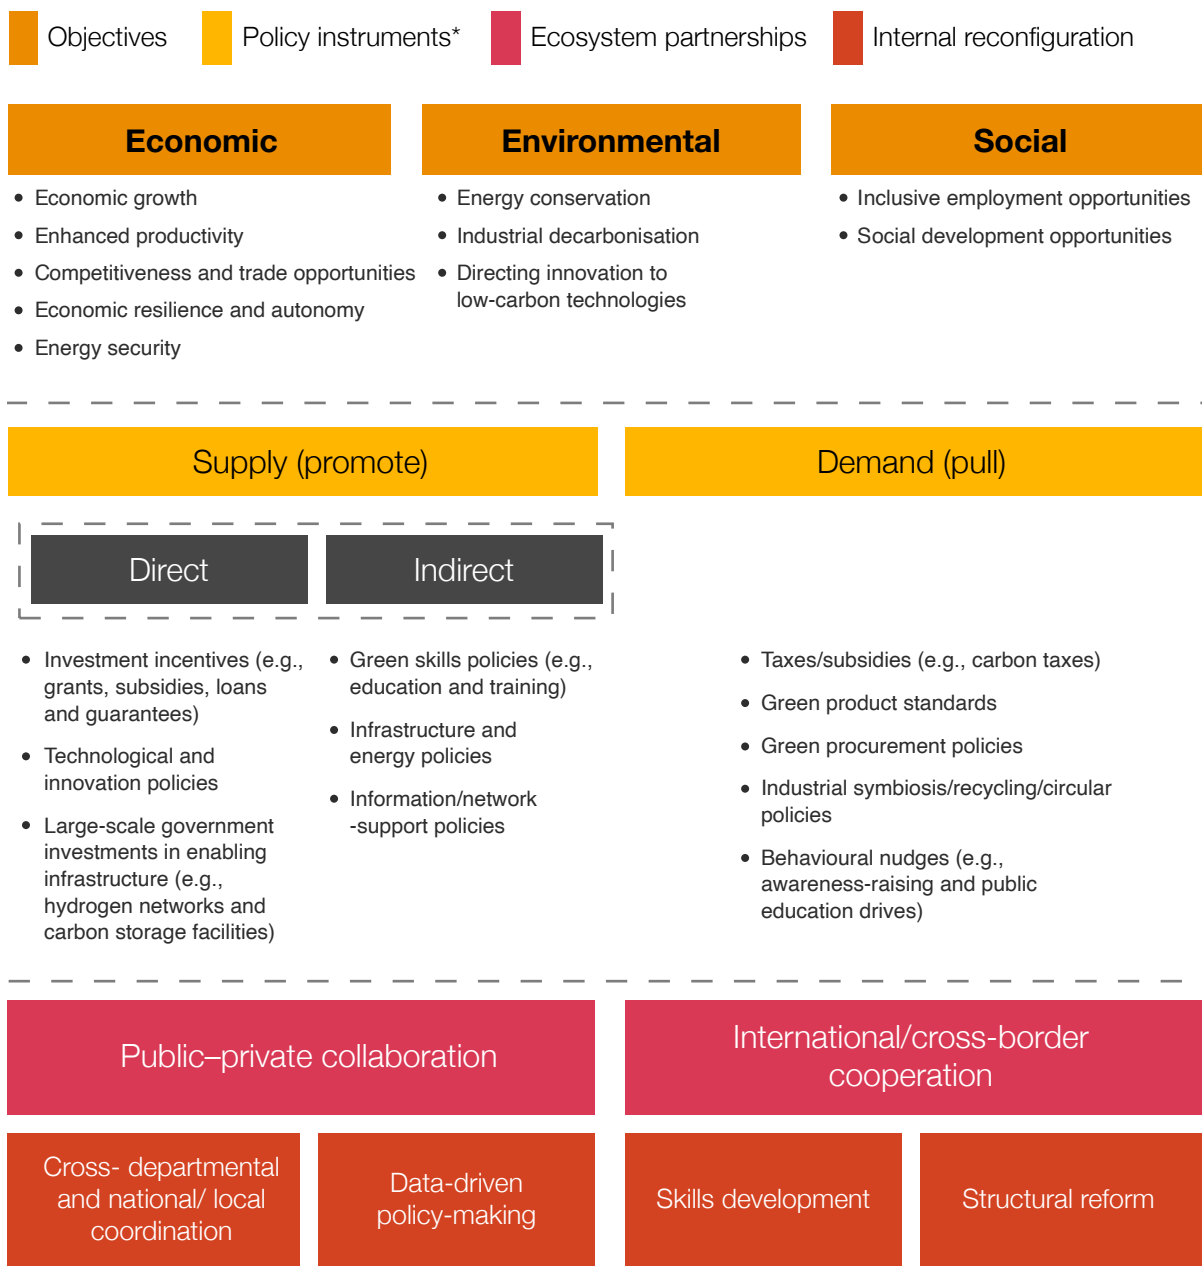 Objectives
Policy instruments*
Ecosystem partnerships
Internal reconfiguration
Economic
• Economic growth
• Enhanced productivity
• Competitiveness and trade opportunities
• Economic resilience and autonomy
• Energy security
Environmental
• Energy conservation
• Industrial decarbonisation
• Directing innovation to
low-carbon technologies
Social
• Inclusive employment opportunities
• Social development opportunities
Supply (promote)
Direct
• Investment incentives (e.g.,
grants, subsidies, loans
and guarantees)
• Technological and
innovation policies
• Large-scale government
investments in enabling
infrastructure (e.g.,
hydrogen networks and
carbon storage facilities)
Indirect
• Green skills policies (e.g.,
education and training)
• Infrastructure and
energy policies
• Information/network
-support policies
Demand (pull)
• Taxes/subsidies (e.g., carbon taxes)
• Green product standards
• Green procurement policies
• Industrial symbiosis/recycling/circular
policies
• Behavioural nudges (e.g.,
awareness-raising and public
education drives)
Public–private collaboration
International/cross-border
cooperation
Cross- departmental
and national/ local
coordination
Data-driven
policy-making
Skills development
Structural reform